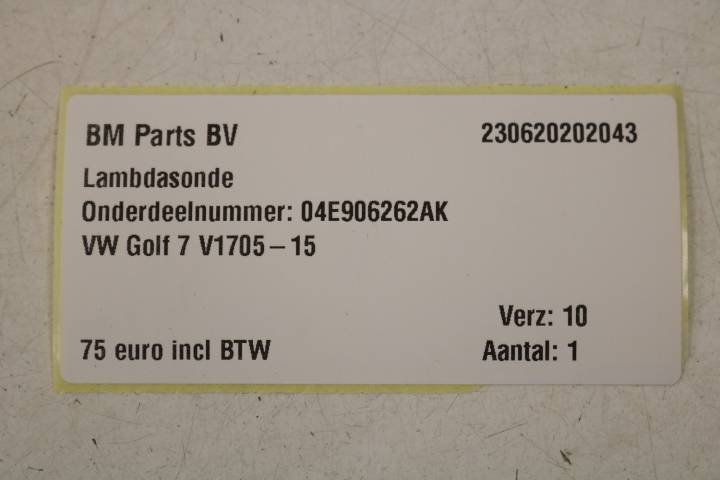 BM Parts BV 230620202043
Lambdasonde
Onderdeelnummer: 04E906262AK
VW Golf 7 V1705-15
Verz: 10
75 euro incl BTW Aantal: 1